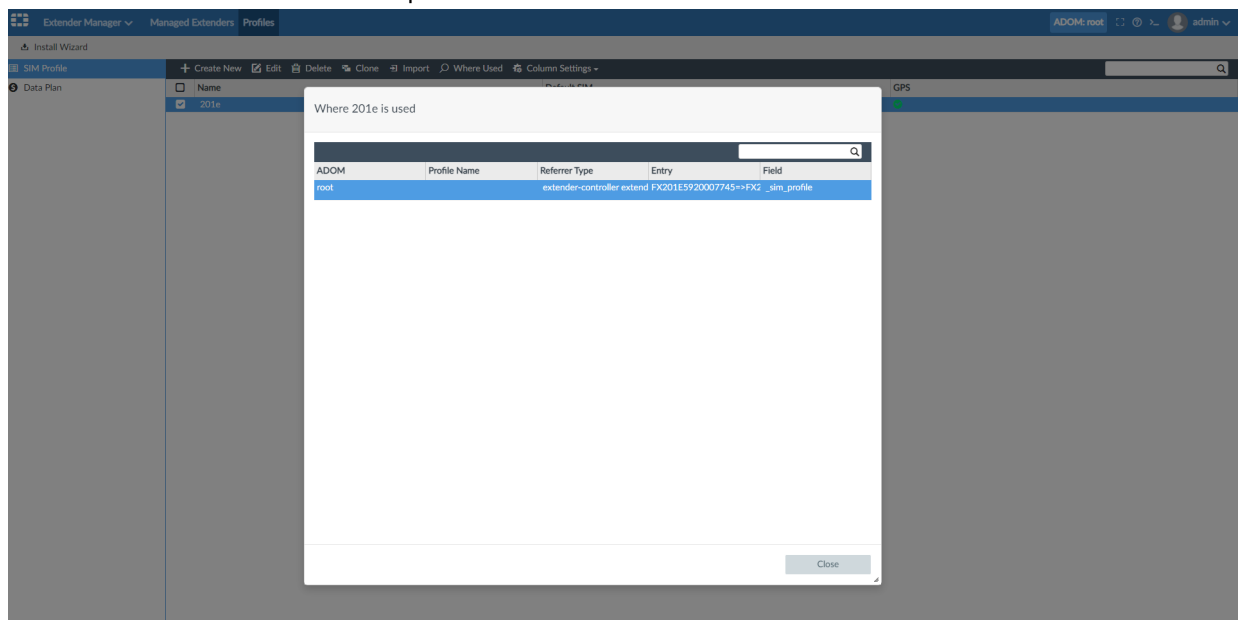 Extender Manager Managed Extenders Profiles ADOM: root admin
Install Wizard
SIM Profile Create New Edit Delete Clone Import Where Used Column Settings
Data Plan Name Default SIM GPS
201e
Where 201e is used
ADOM Profile Name Referrer Type Entry Field
root extender-controller extend FX201E5920007745=>FX2 _sim_profile
Close